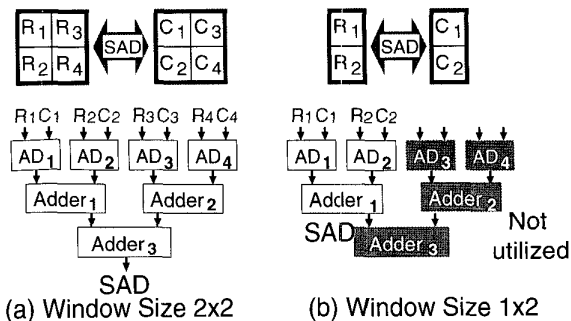 R1 R3 SAD C1 C3
R2 R4 C2 C4
R1 SAD C1
R2 C2
R1C1 R2C2 R3C3 R4C4
AD1 AD2 AD3 AD4
Adder1 Adder2
Adder3
SAD
(a) Window Size 2x2
R1C1 R2C2
AD1 AD2 AD3 AD4
Adder1 Adder2
SAD Adder3
Not
utilized
(b) Window Size 1x2